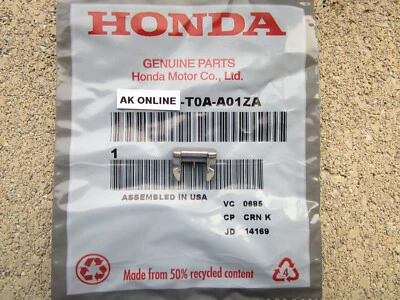 HONDA
GENUINE PARTS
Honda Motor Co., Ltd.
AK ONLINE -T0A-A01ZA
1
ASSEMBLED IN USA
VC 0695
CP CRN K
JD 14169
Made from 50% recycled content
4